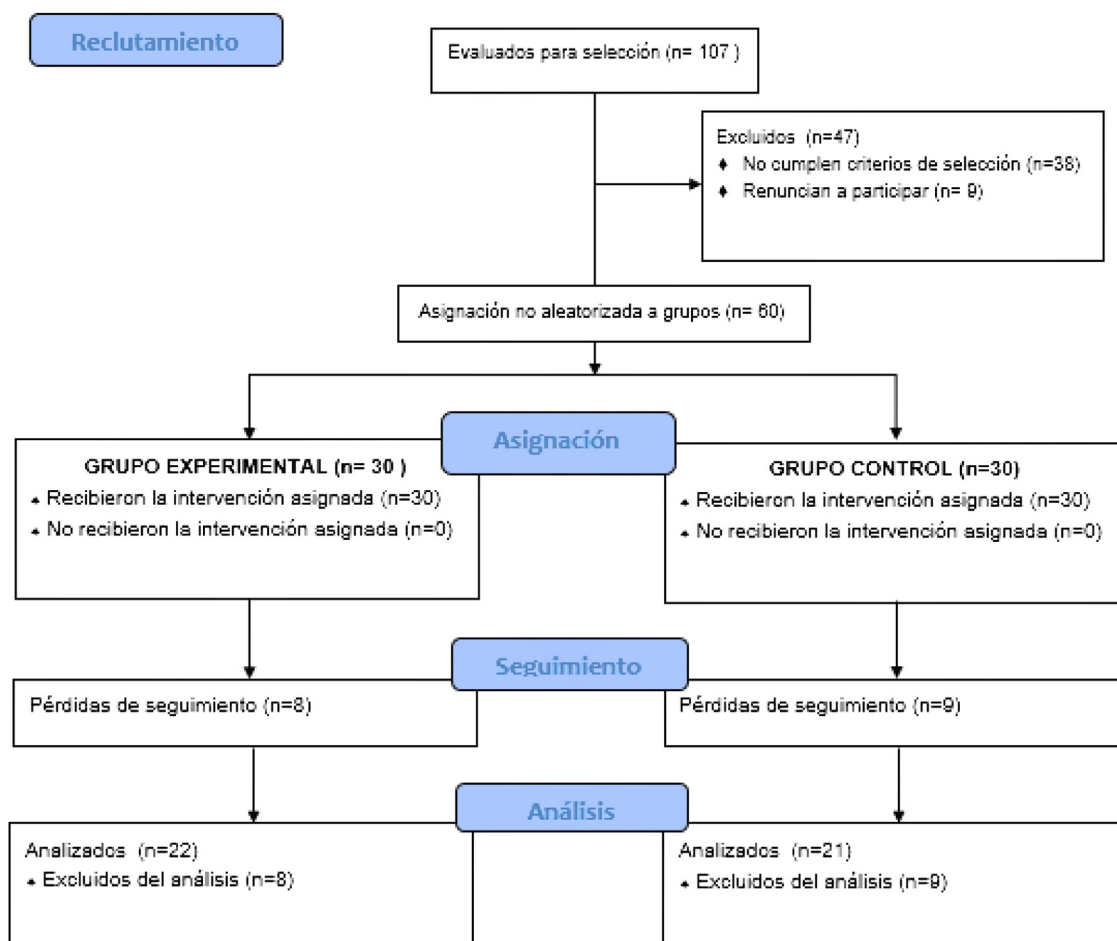 Reclutamiento
Evaluados para selección (n= 107 )
Excluidos (n=47)
♦ No cumplen criterios de selección (n=38)
♦ Renuncian a participar (n= 9)
Asignación no aleatorizada a grupos (n= 60)
Asignación
GRUPO EXPERIMENTAL (n= 30 )
♦ Recibieron la intervención asignada (n=30)
♦ No recibieron la intervención asignada (n=0)
GRUPO CONTROL (n=30)
♦ Recibieron la intervención asignada (n=30)
♦ No recibieron la intervención asignada (n=0)
Seguimiento
Pérdidas de seguimiento (n=8)
Pérdidas de seguimiento (n=9)
Análisis
Analizados (n=22)
♦ Excluidos del análisis (n=8)
Analizados (n=21)
♦ Excluidos del análisis (n=9)